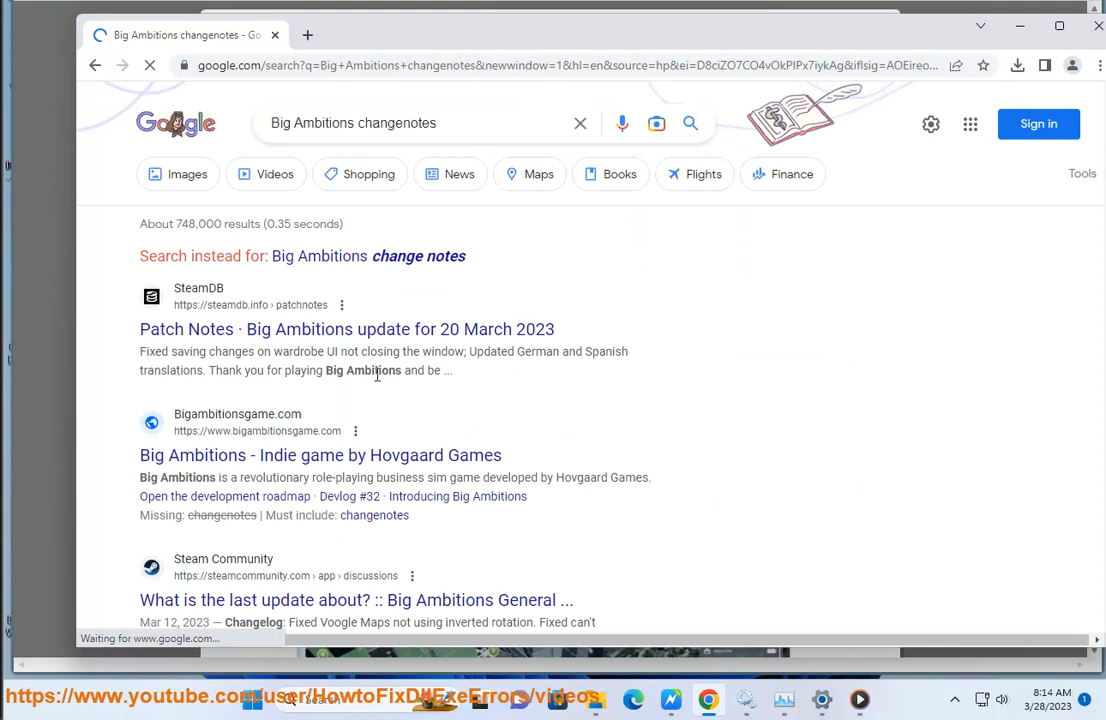 Big Ambitions changenotes - Go
google.com/search?q=Big+Ambitions+changenotes&newwindow=1&hl=en&source=hp&ei=D8ciZO7CO4vOkPIPx7iykAg&iflsig=AOEireo...
Google
Big Ambitions changenotes
Sign in
Images
Videos
Shopping
News
Maps
Books
Flights
Finance
Tools
About 748,000 results (0.35 seconds)
Search instead for: Big Ambitions change notes
SteamDB
https://steamdb.info › patchnotes
Patch Notes · Big Ambitions update for 20 March 2023
Fixed saving changes on wardrobe UI not closing the window; Updated German and Spanish
translations. Thank you for playing Big Ambitions and be ...
Bigambitionsgame.com
https://www.bigambitionsgame.com
Big Ambitions - Indie game by Hovgaard Games
Big Ambitions is a revolutionary role-playing business sim game developed by Hovgaard Games.
Open the development roadmap · Devlog #32 · Introducing Big Ambitions
Missing: changenotes | Must include: changenotes
Steam Community
https://steamcommunity.com › app › discussions
What is the last update about? :: Big Ambitions General ...
Mar 12, 2023 — Changelog: Fixed Voogle Maps not using inverted rotation. Fixed can't
Waiting for www.google.com...
https://www.youtube.com/user/HowtoFixDllExeErrors/videos
Search
8:14 AM
3/28/2023
1